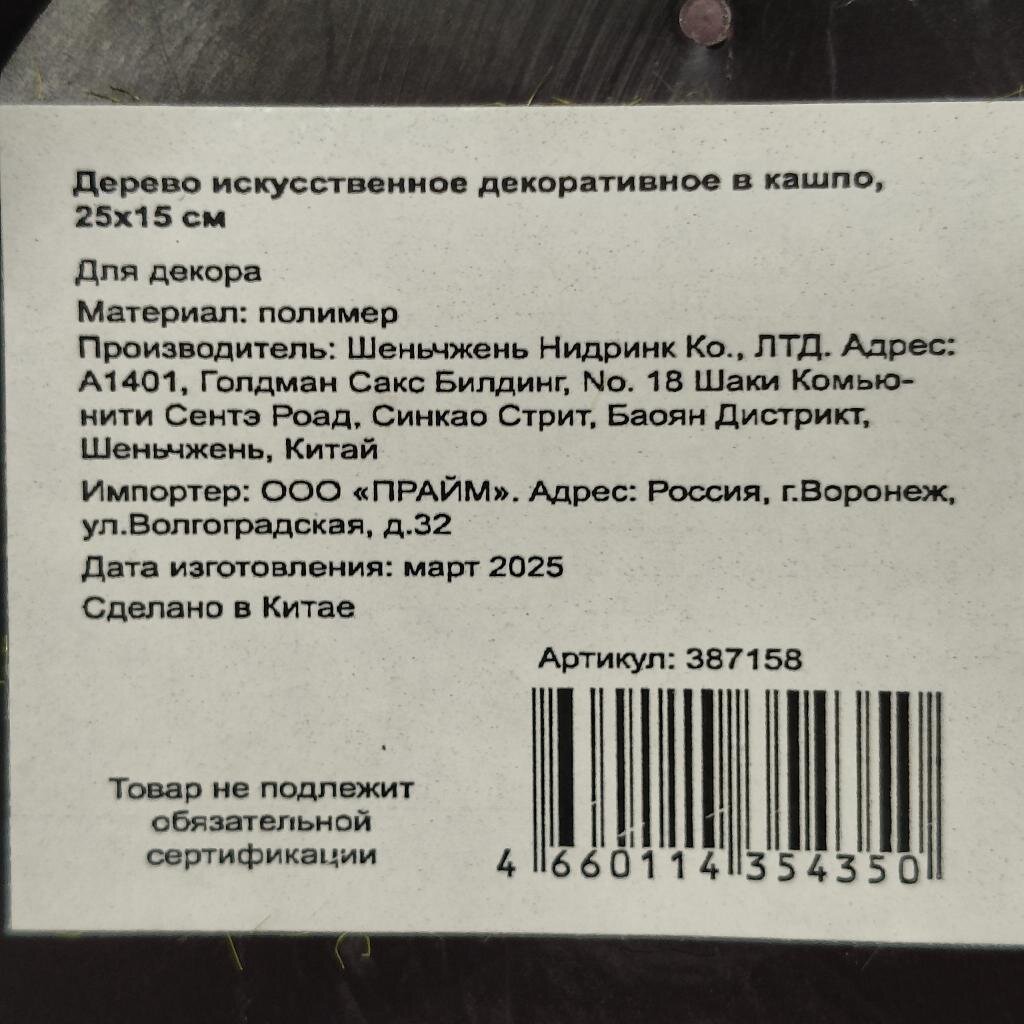 Дерево искусственное декоративное в кашпо,
25х15 см
Для декора
Материал: полимер
Производитель: Шеньчжень Нидринк Ко., ЛТД. Адрес:
А1401, Голдман Сакс Билдинг, No. 18 Шаки Комью-
нити Сентэ Роад, Синкао Стрит, Баоян Дистрикт,
Шеньчжень, Китай
Импортер: ООО «ПРАЙМ». Адрес: Россия, г.Воронеж,
ул.Волгоградская, д.32
Дата изготовления: март 2025
Сделано в Китае
Артикул: 387158
Товар не подлежит
обязательной
сертификации
4 660114 354350